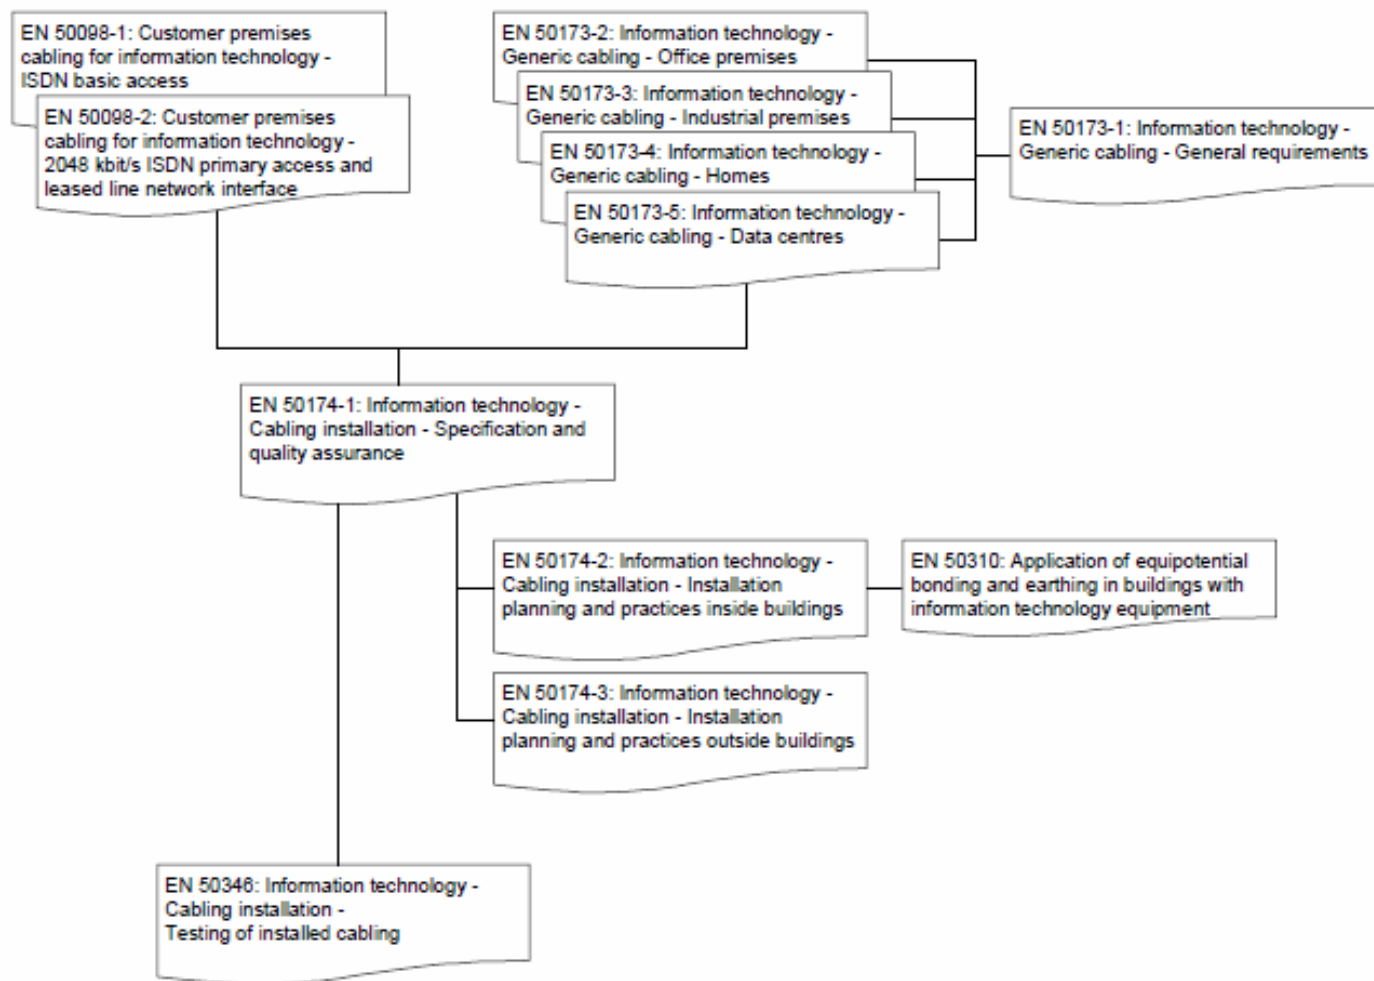 EN 50098-1: Customer premises
cabling for information technology -
ISDN basic access
EN 50098-2: Customer premises
cabling for information technology -
2048 kbit/s ISDN primary access and
leased line network interface
EN 50173-2: Information technology -
Generic cabling - Office premises
EN 50173-3: Information technology -
Generic cabling - Industrial premises
EN 50173-4: Information technology -
Generic cabling - Homes
EN 50173-5: Information technology -
Generic cabling - Data centres
EN 50173-1: Information technology -
Generic cabling - General requirements
EN 50174-1: Information technology -
Cabling installation - Specification and
quality assurance
EN 50174-2: Information technology -
Cabling installation - Installation
planning and practices inside buildings
EN 50310: Application of equipotential
bonding and earthing in buildings with
information technology equipment
EN 50174-3: Information technology -
Cabling installation - Installation
planning and practices outside buildings
EN 50346: Information technology -
Cabling installation -
Testing of installed cabling